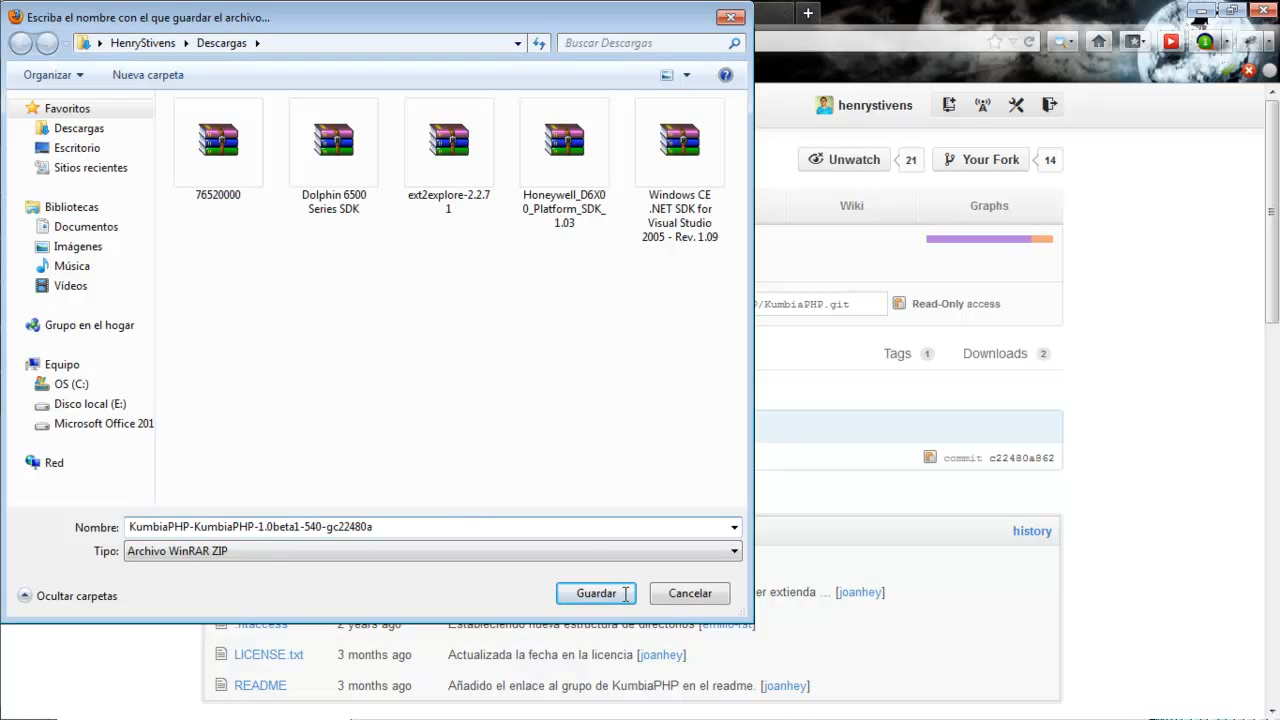 Escriba el nombre con el que guardar el archivo...
HenryStivens
Descargas
Buscar Descargas
Organizar
Nueva carpeta
Favoritos
Descargas
Escritorio
Sitios recientes
Bibliotecas
Documentos
Imágenes
Música
Vídeos
Grupo en el hogar
Equipo
OS (C:)
Disco local (E:)
Microsoft Office 201
Red
76520000
Dolphin 6500
Series SDK
ext2explore-2.2.7
1
Honeywell_D6X0
0_Platform_SDK_
1.03
Windows CE
.NET SDK for
Visual Studio
2005 - Rev. 1.09
Nombre: KumbiaPHP-KumbiaPHP-1.0beta1-540-gc22480a
Tipo: Archivo WinRAR ZIP
Ocultar carpetas
Guardar
Cancelar
henrystivens
Unwatch 21
Your Fork 14
Wiki
Graphs
/KumbiaPHP.git
Read-Only access
Tags 1
Downloads 2
commit c22480a862
history
er extienda … [joanhey]
.htaccess 2 years ago Estableciendo nueva estructura de directorios [emilio-rst]
LICENSE.txt 3 months ago Actualizada la fecha en la licencia [joanhey]
README 3 months ago Añadido el enlace al grupo de KumbiaPHP en el readme. [joanhey]